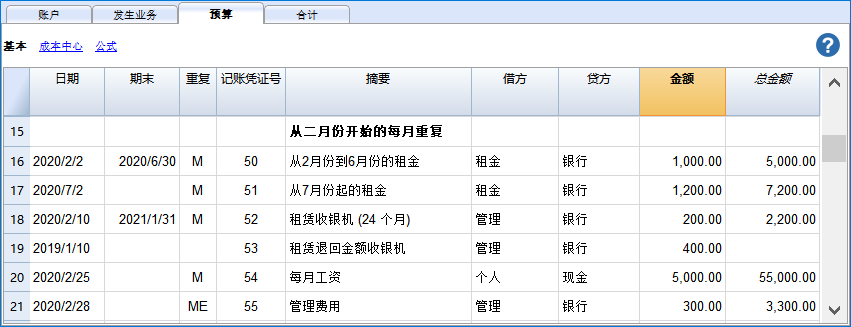 账户 发生业务 预算 合计
基本 成本中心 公式 ?
日期 期末 重复 记账凭证号 摘要 借方 贷方 金额 总金额
15 从二月份开始的每月重复
16 2020/2/2 2020/6/30 M 50 从2月份到6月份的租金 租金 银行 1,000.00 5,000.00
17 2020/7/2 M 51 从7月份起的租金 租金 银行 1,200.00 7,200.00
18 2020/2/10 2021/1/31 M 52 租赁收银机 (24 个月) 管理 银行 200.00 2,200.00
19 2019/1/10 53 租赁退回金额收银机 管理 银行 400.00
20 2020/2/25 M 54 每月工资 个人 现金 5,000.00 55,000.00
21 2020/2/28 ME 55 管理费用 管理 银行 300.00 3,300.00